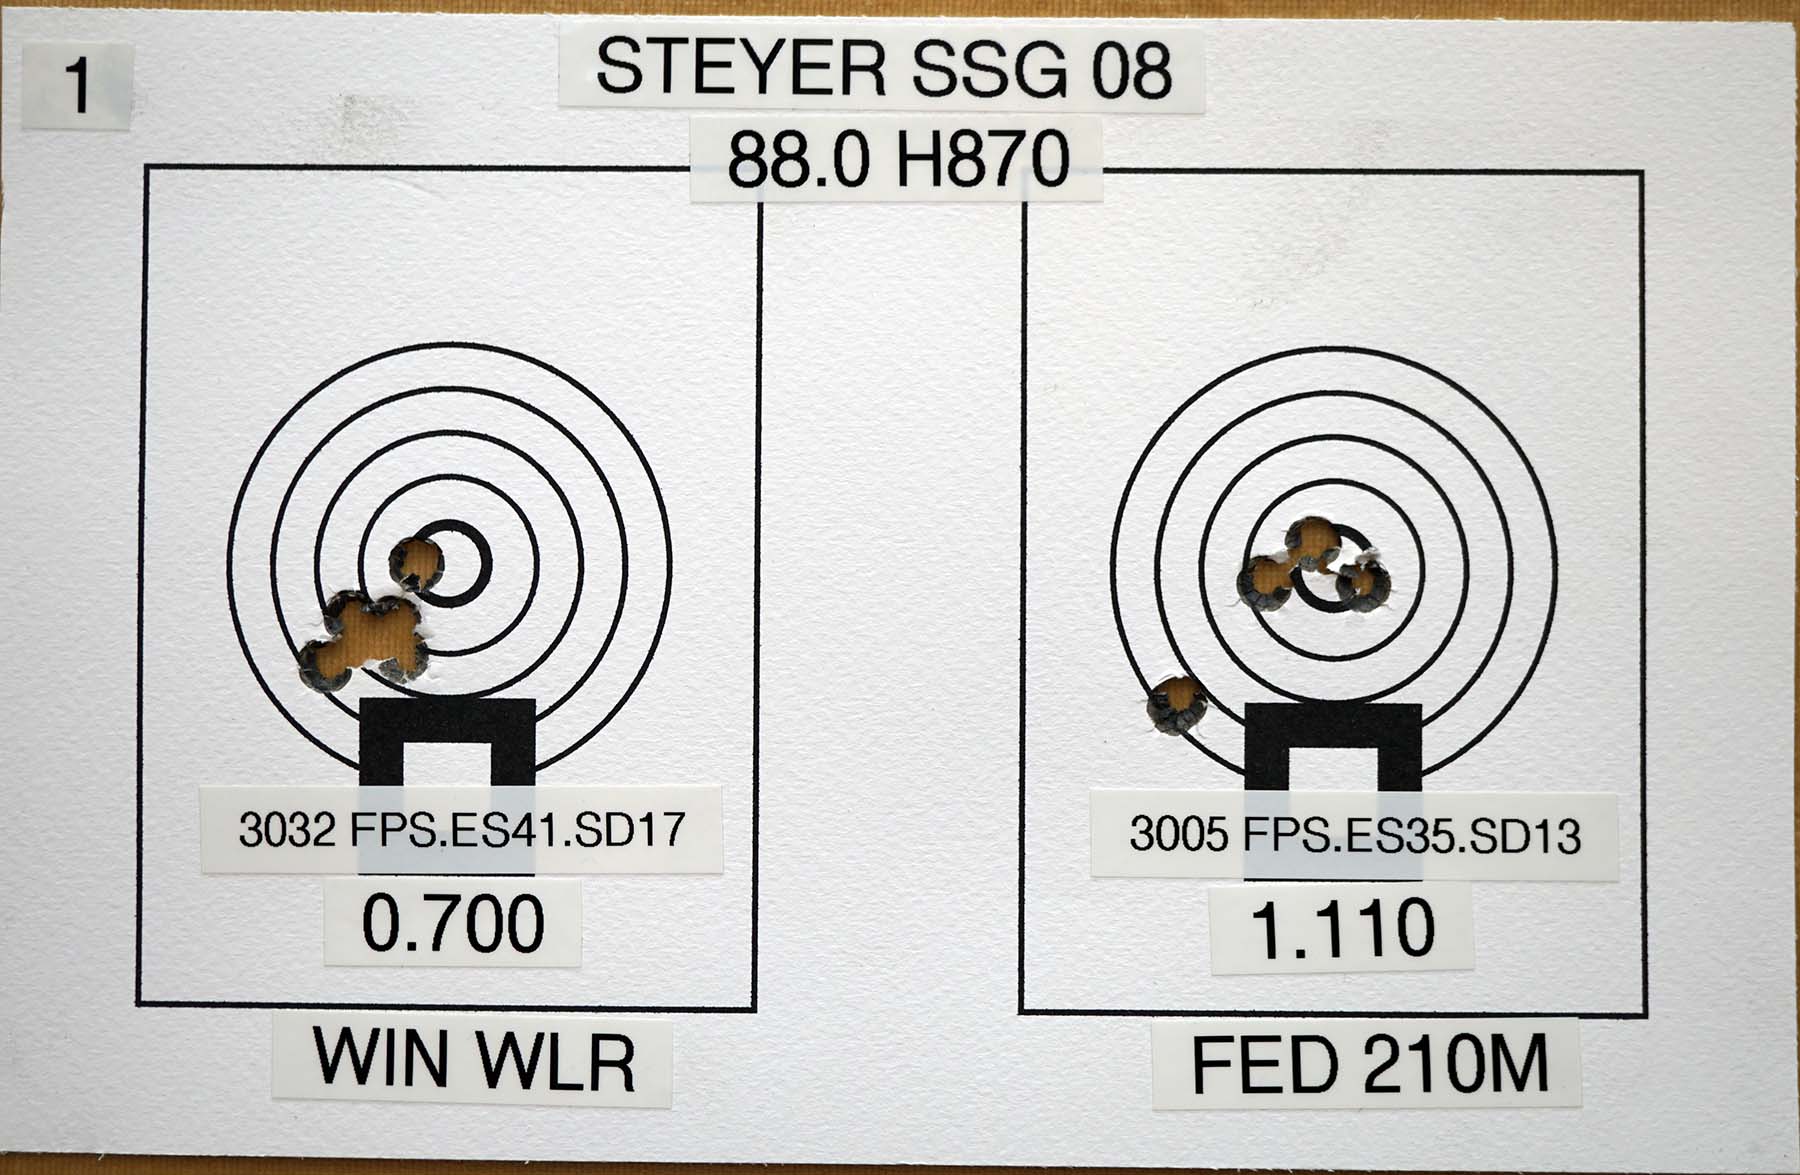 1
STEYER SSG 08
88.0 H870
3032 FPS.ES41.SD17
0.700
WIN WLR
3005 FPS.ES35.SD13
1.110
FED 210M